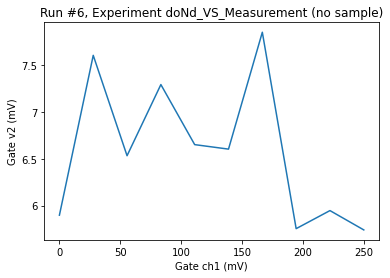 Run #6, Experiment doNd_VS_Measurement (no sample)
Gate v2 (mV)
7.5
7
6.5
6
0 50 100 150 200 250
Gate ch1 (mV)